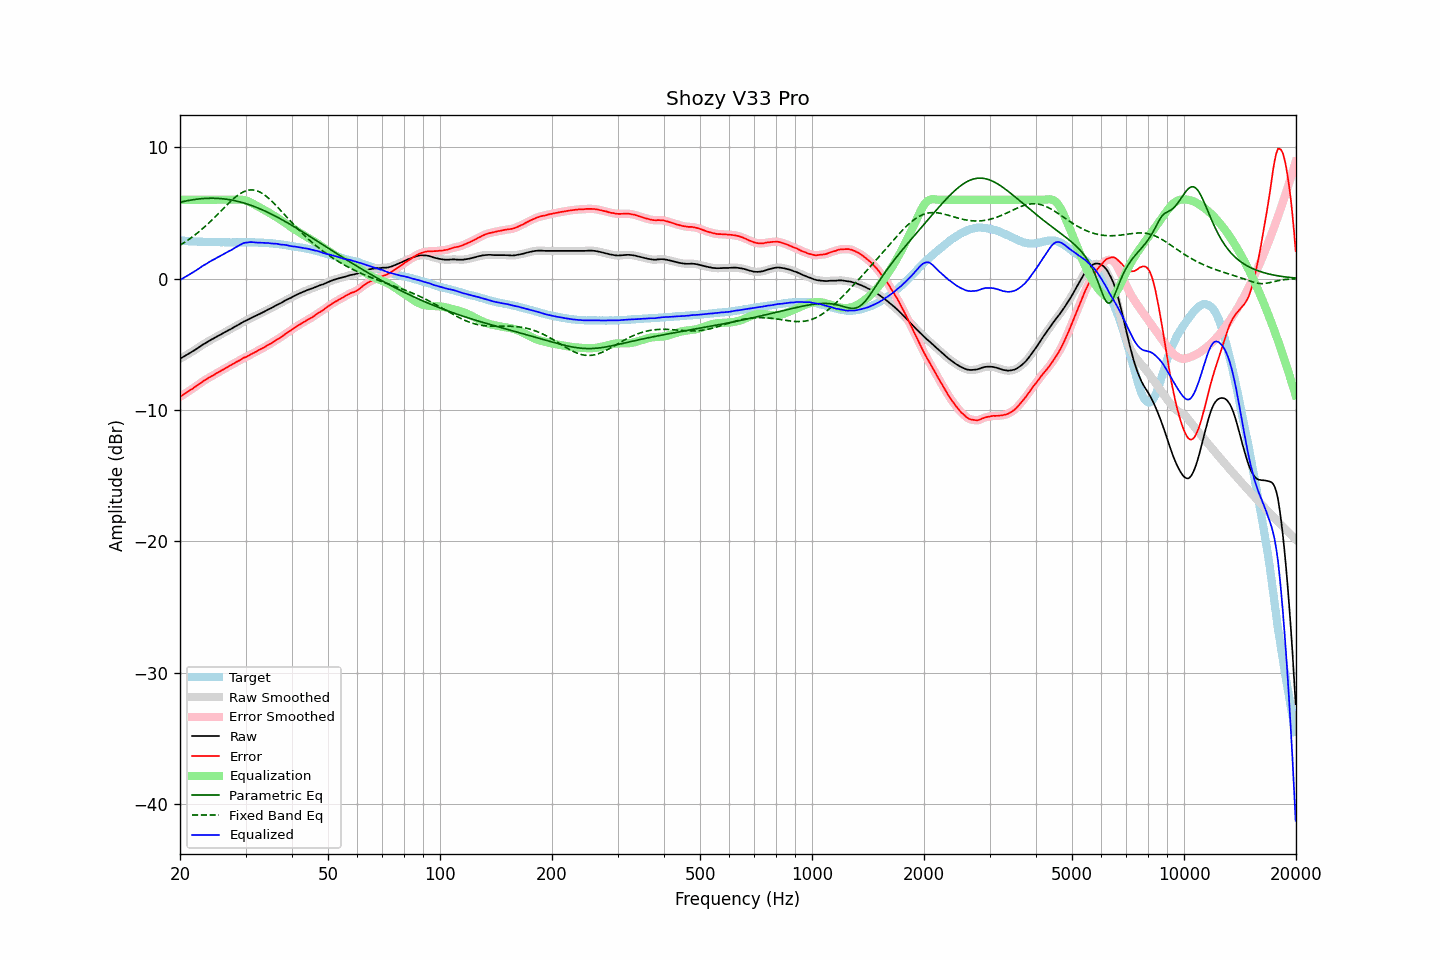 Shozy V33 Pro
Amplitude (dBr)
10
0
−10
−20
−30
−40
Target
Raw Smoothed
Error Smoothed
Raw
Error
Equalization
Parametric Eq
Fixed Band Eq
Equalized
20 50 100 200 500 1000 2000 5000 10000 20000
Frequency (Hz)